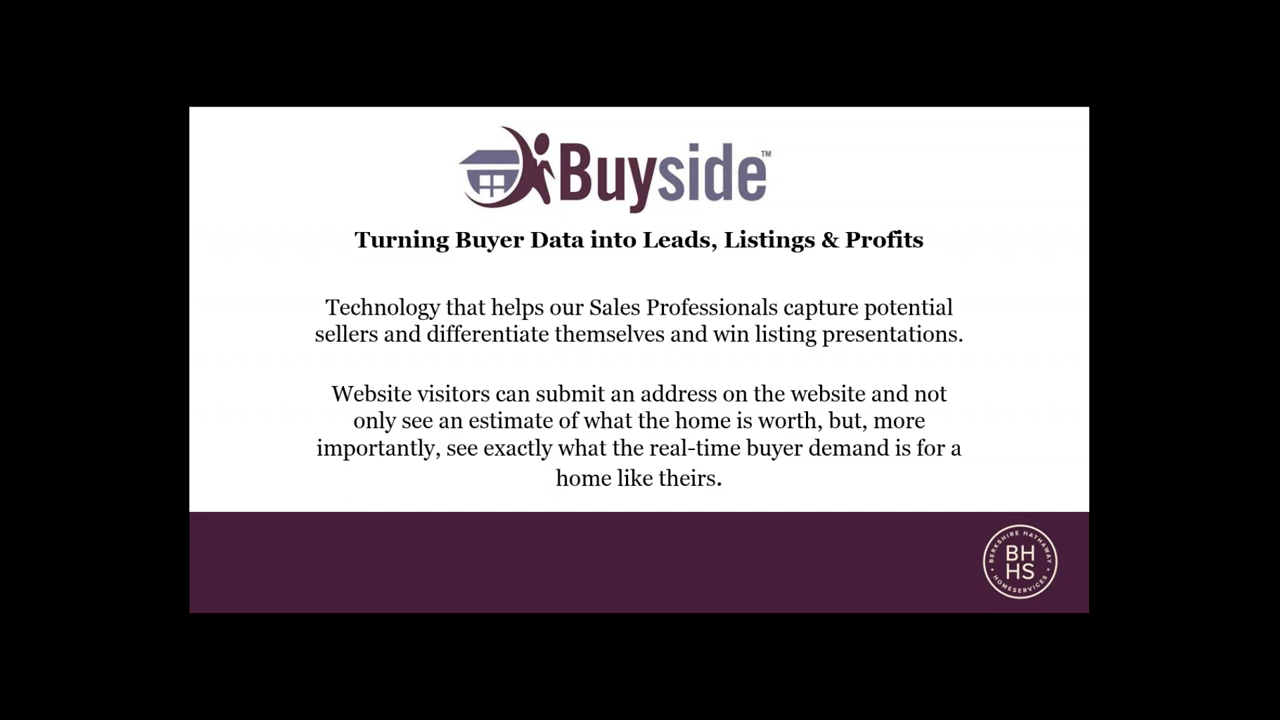 Buyside™
Turning Buyer Data into Leads, Listings & Profits
Technology that helps our Sales Professionals capture potential
sellers and differentiate themselves and win listing presentations.
Website visitors can submit an address on the website and not
only see an estimate of what the home is worth, but, more
importantly, see exactly what the real-time buyer demand is for a
home like theirs.
BERKSHIRE HATHAWAY
BH
HS
HOMESERVICES